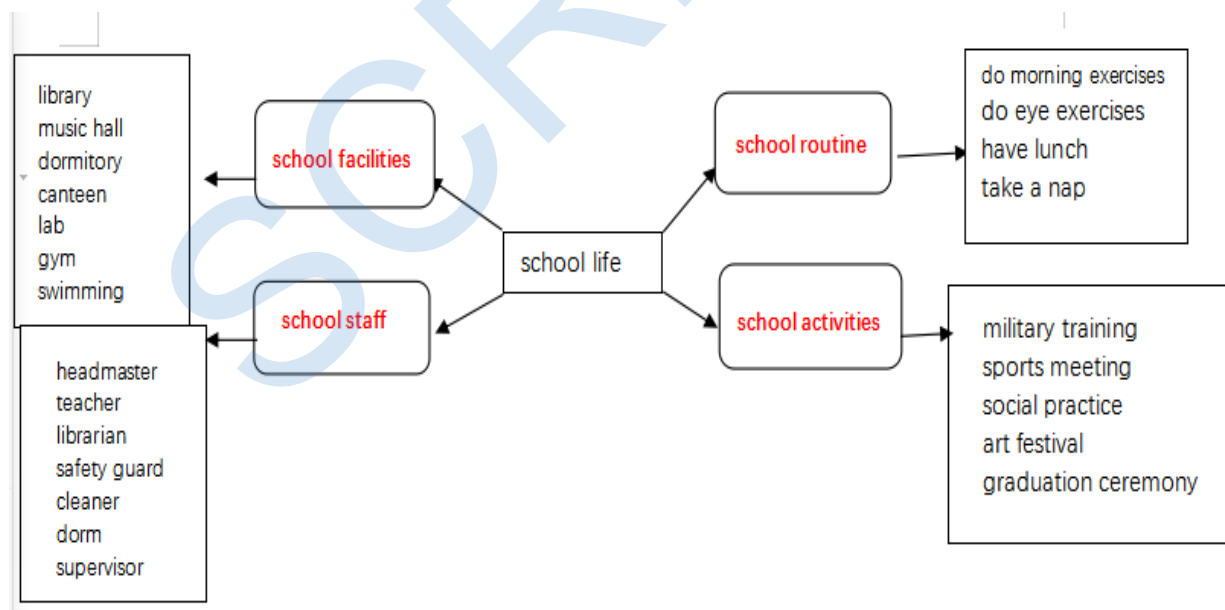 library
music hall
dormitory
canteen
lab
gym
swimming
school facilities
school staff
headmaster
teacher
librarian
safety guard
cleaner
dorm
supervisor
school life
school routine
do morning exercises
do eye exercises
have lunch
take a nap
school activities
military training
sports meeting
social practice
art festival
graduation ceremony